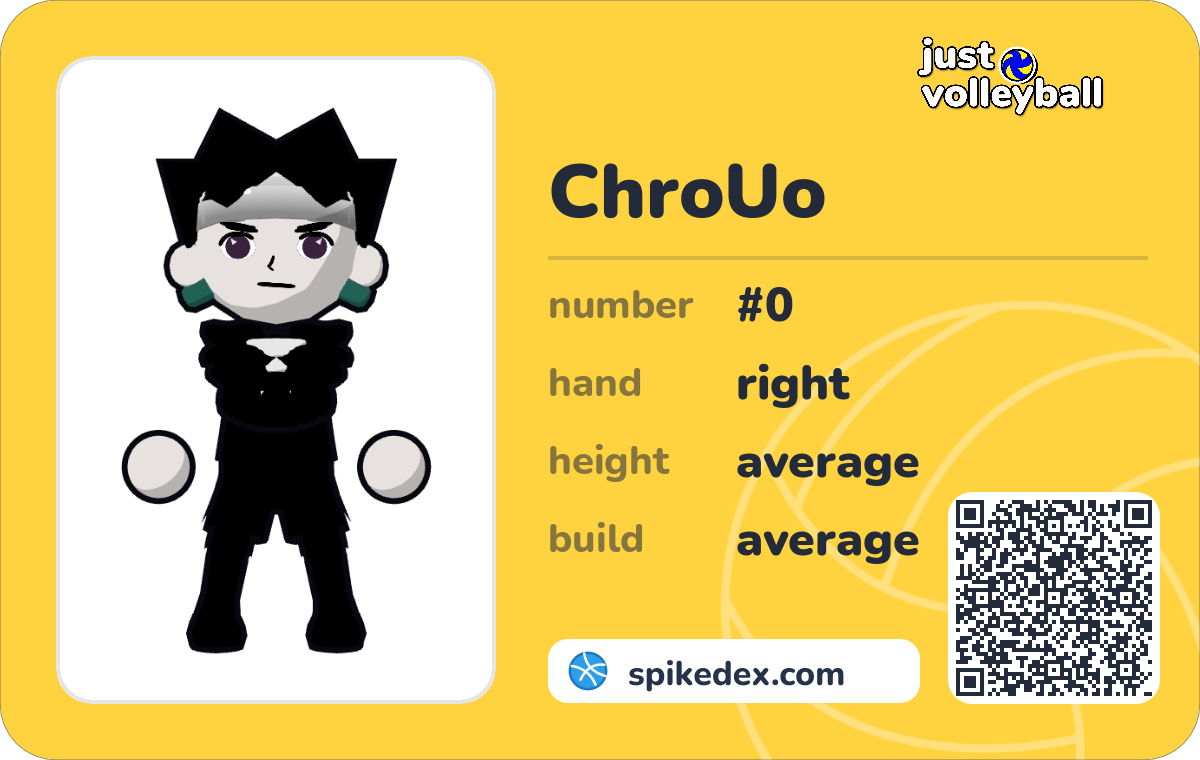 just
volleyball
ChroUo
number #0
hand right
height average
build average
spikedex.com